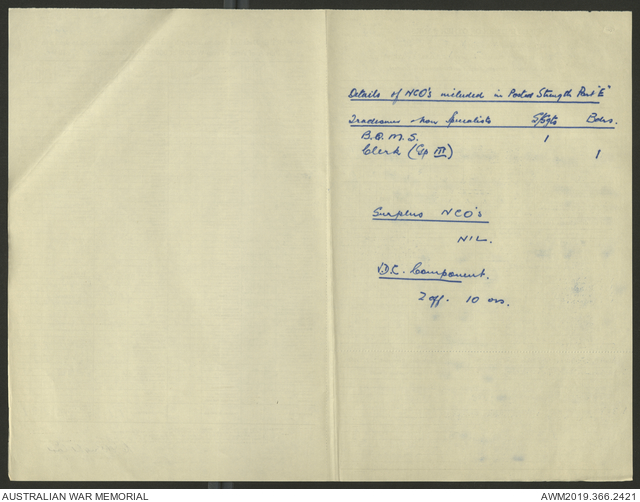 Details of NCO's included in Posted Strength Part "E"
Tradesmen & Non Specialists S/Sgts Bdrs.
B.Q.M.S. 1
Clerk (Gp III) 1
Surplus NCO's
NIL.
V.D.C. Component.
2 off. 10 ors.
AUSTRALIAN WAR MEMORIAL
AWM2019.366.2421